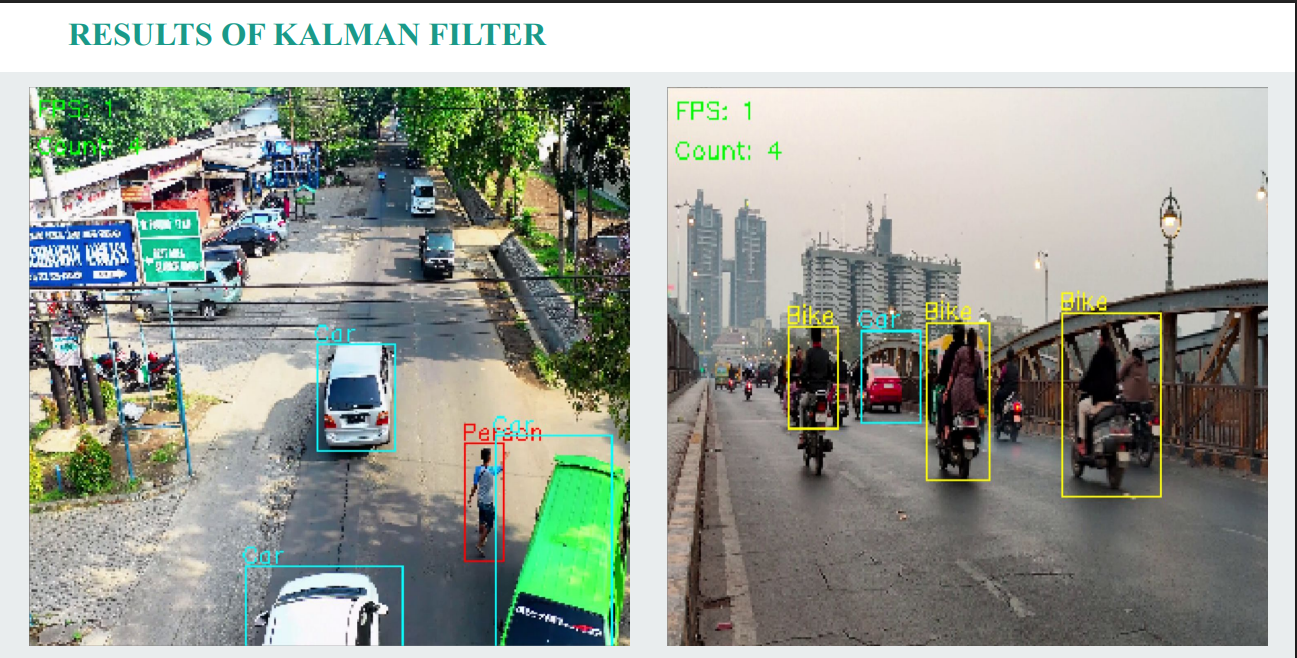 RESULTS OF KALMAN FILTER
FPS: 1
Count: 4
Car
Person
Car
Car
FPS: 1
Count: 4
Bike
Car
Bike
Bike